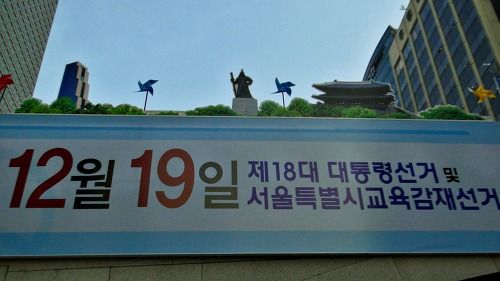 12월 19일
제18대 대통령선거 및
서울특별시교육감재선거